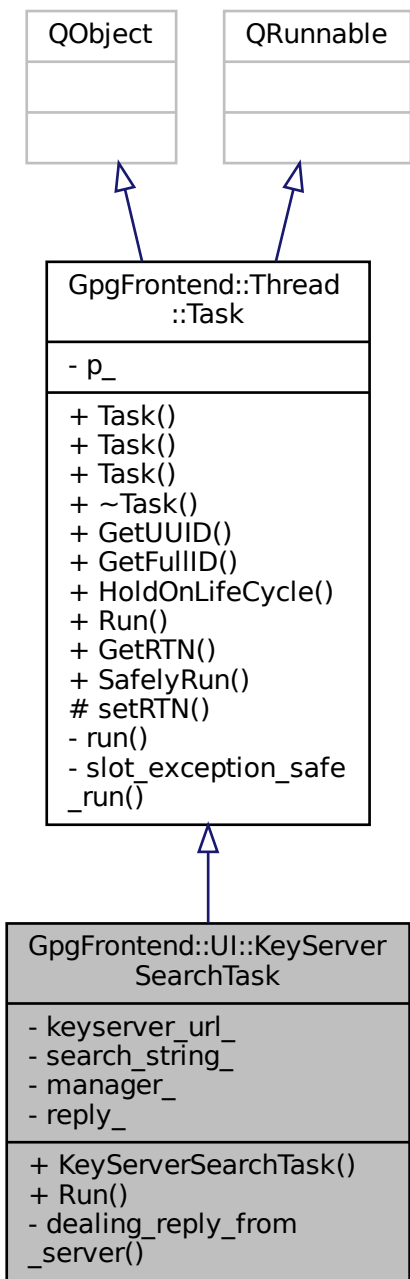 QObject
QRunnable
GpgFrontend::Thread
::Task
- p_
+ Task()
+ Task()
+ Task()
+ ~Task()
+ GetUUID()
+ GetFullID()
+ HoldOnLifeCycle()
+ Run()
+ GetRTN()
+ SafelyRun()
# setRTN()
- run()
- slot_exception_safe
_run()
GpgFrontend::UI::KeyServer
SearchTask
- keyserver_url_
- search_string_
- manager_
- reply_
+ KeyServerSearchTask()
+ Run()
- dealing_reply_from
_server()